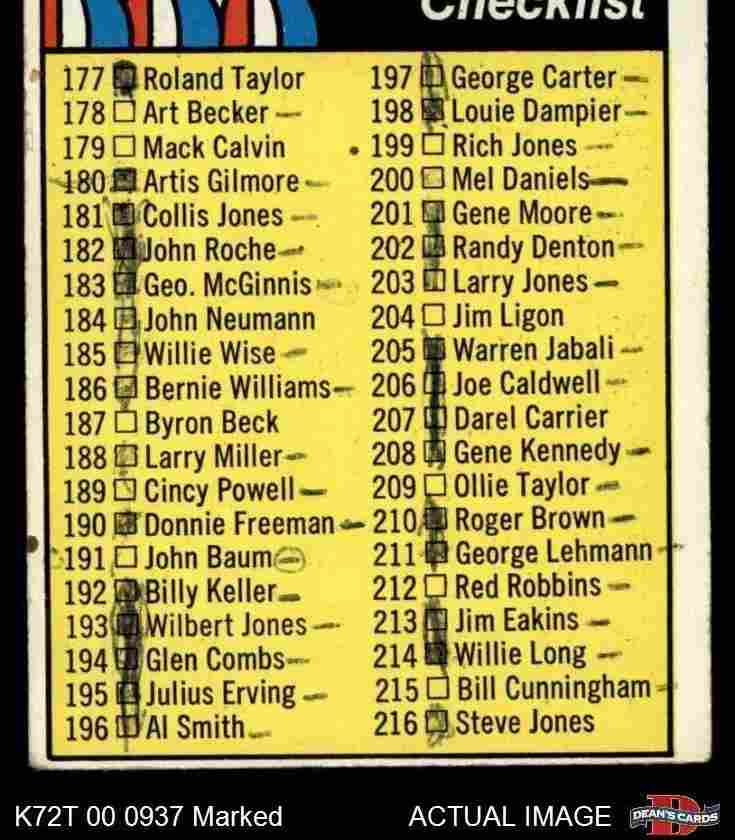 Checklist
177 Roland Taylor
178 Art Becker
179 Mack Calvin
180 Artis Gilmore
181 Collis Jones
182 John Roche
183 Geo. McGinnis
184 John Neumann
185 Willie Wise
186 Bernie Williams
187 Byron Beck
188 Larry Miller
189 Cincy Powell
190 Donnie Freeman
191 John Baum
192 Billy Keller
193 Wilbert Jones
194 Glen Combs
195 Julius Erving
196 Al Smith
197 George Carter
198 Louie Dampier
199 Rich Jones
200 Mel Daniels
201 Gene Moore
202 Randy Denton
203 Larry Jones
204 Jim Ligon
205 Warren Jabali
206 Joe Caldwell
207 Darel Carrier
208 Gene Kennedy
209 Ollie Taylor
210 Roger Brown
211 George Lehmann
212 Red Robbins
213 Jim Eakins
214 Willie Long
215 Bill Cunningham
216 Steve Jones
K72T 00 0937 Marked
ACTUAL IMAGE
DEAN'S CARDS